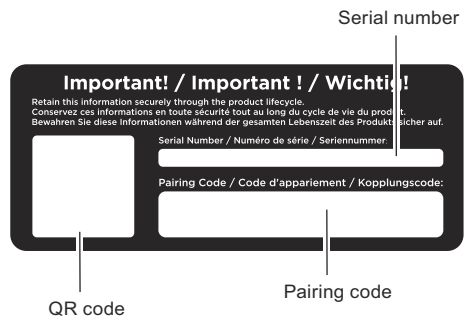 Serial number
Important! / Important ! / Wichtig!
Retain this information securely through the product lifecycle.
Conservez ces informations en toute sécurité tout au long du cycle de vie du produit.
Bewahren Sie diese Informationen während der gesamten Lebenszeit des Produkts sicher auf.
Serial Number / Numéro de série / Seriennummer:
Pairing Code / Code d'appariement / Kopplungscode:
Pairing code
QR code